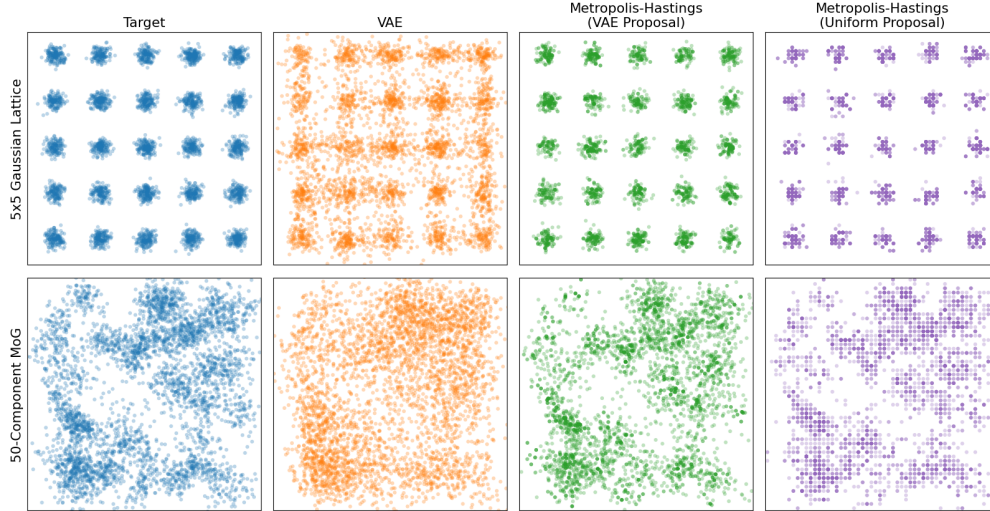 Target
VAE
Metropolis-Hastings
(VAE Proposal)
Metropolis-Hastings
(Uniform Proposal)
5x5 Gaussian Lattice
50-Component MoG